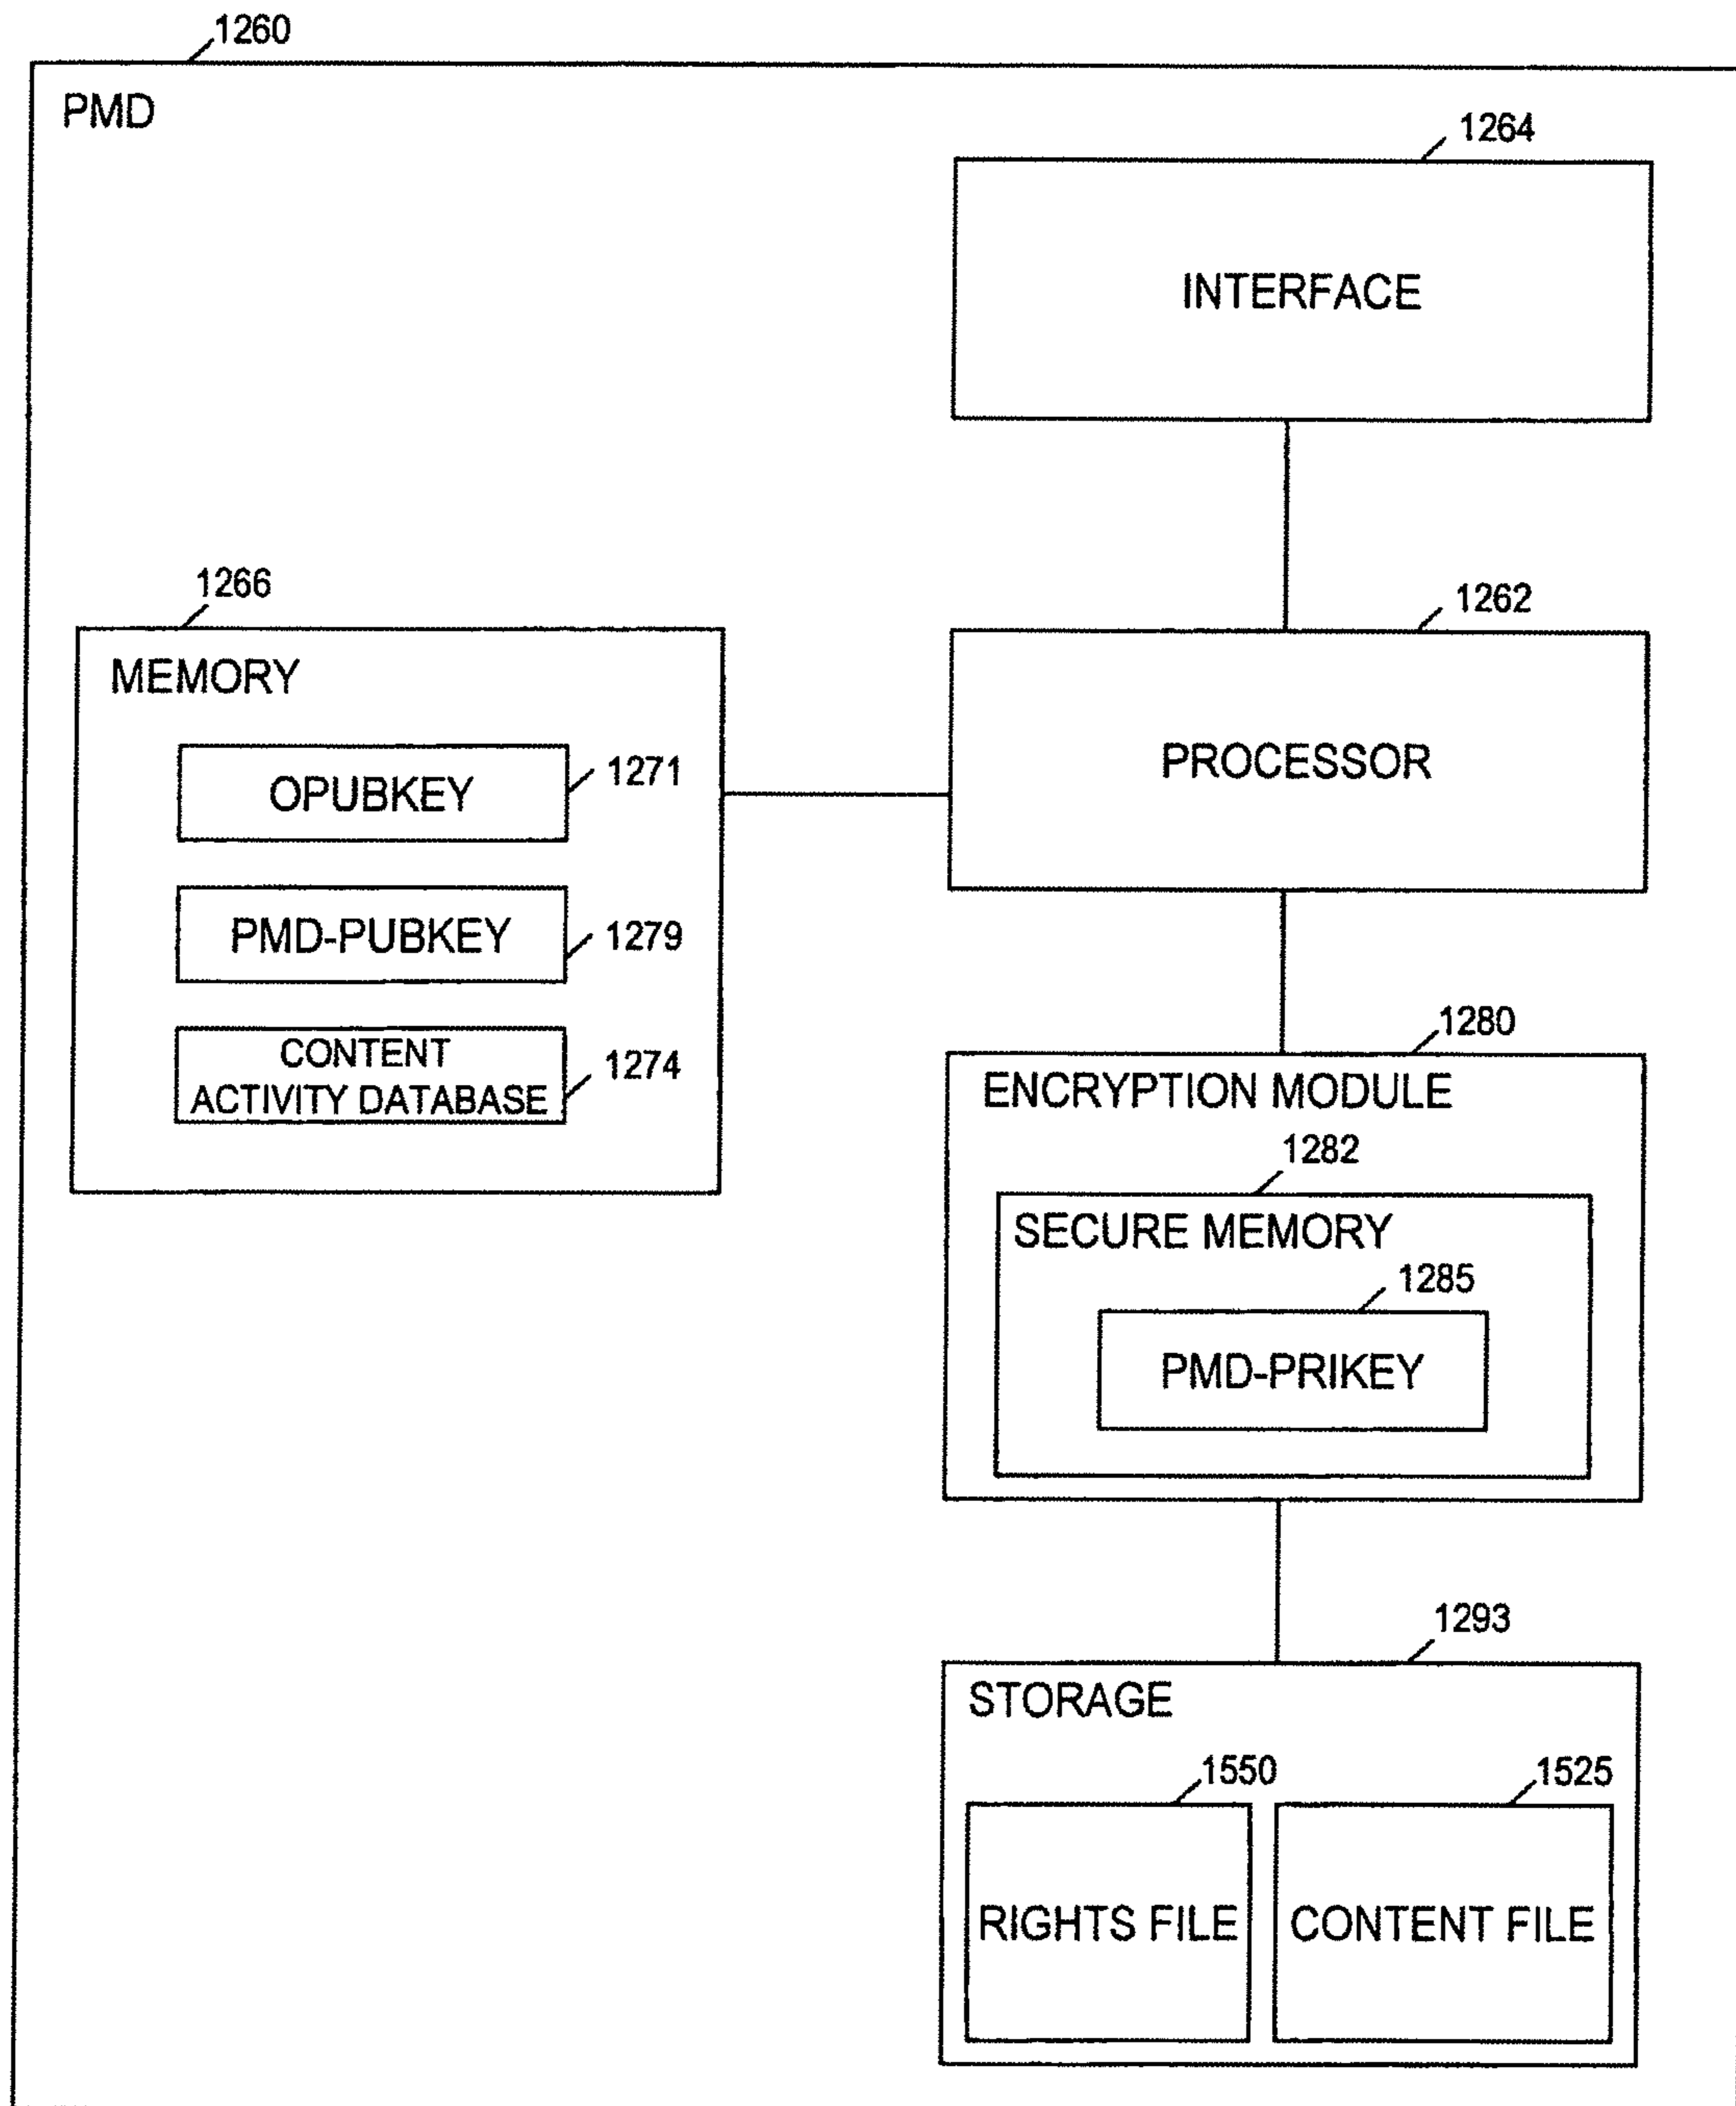 1260
PMD
1264
INTERFACE
1266
MEMORY
OPUBKEY
1271
PMD-PUBKEY
1279
CONTENT
ACTIVITY DATABASE
1274
1262
PROCESSOR
1280
ENCRYPTION MODULE
1282
SECURE MEMORY
1285
PMD-PRIKEY
1293
STORAGE
1550
RIGHTS FILE
1525
CONTENT FILE